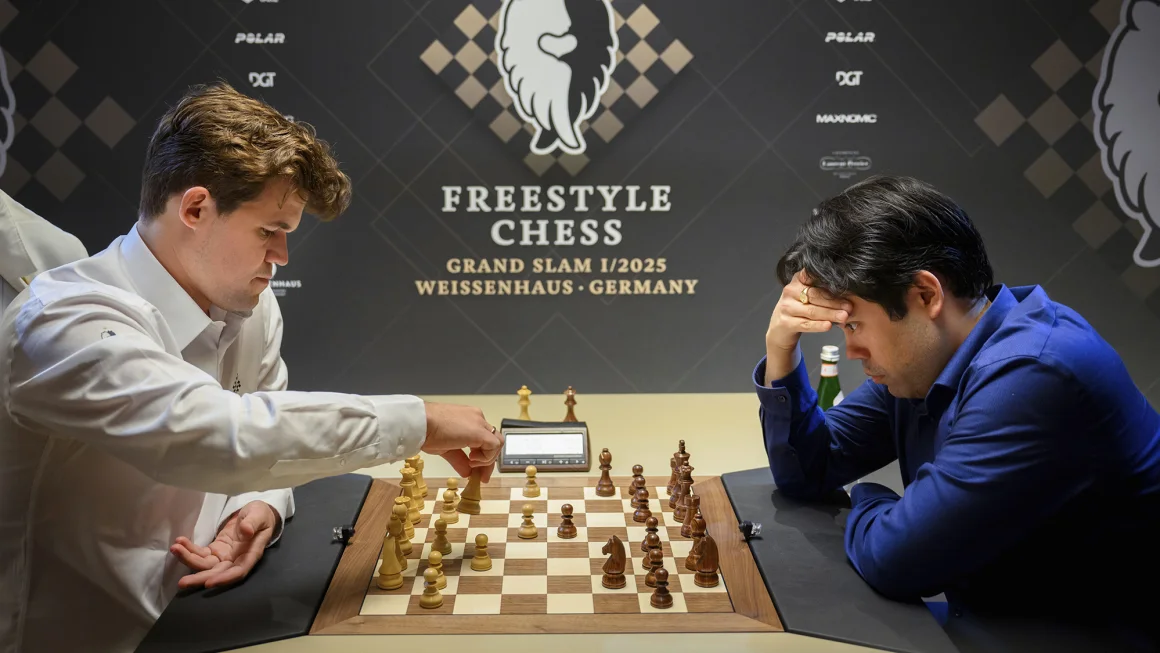 POLAR
DGT
FREESTYLE
CHESS
GRAND SLAM I/2025
WEISSENHAUS · GERMANY
POLAR
DGT
MAXNOMIC